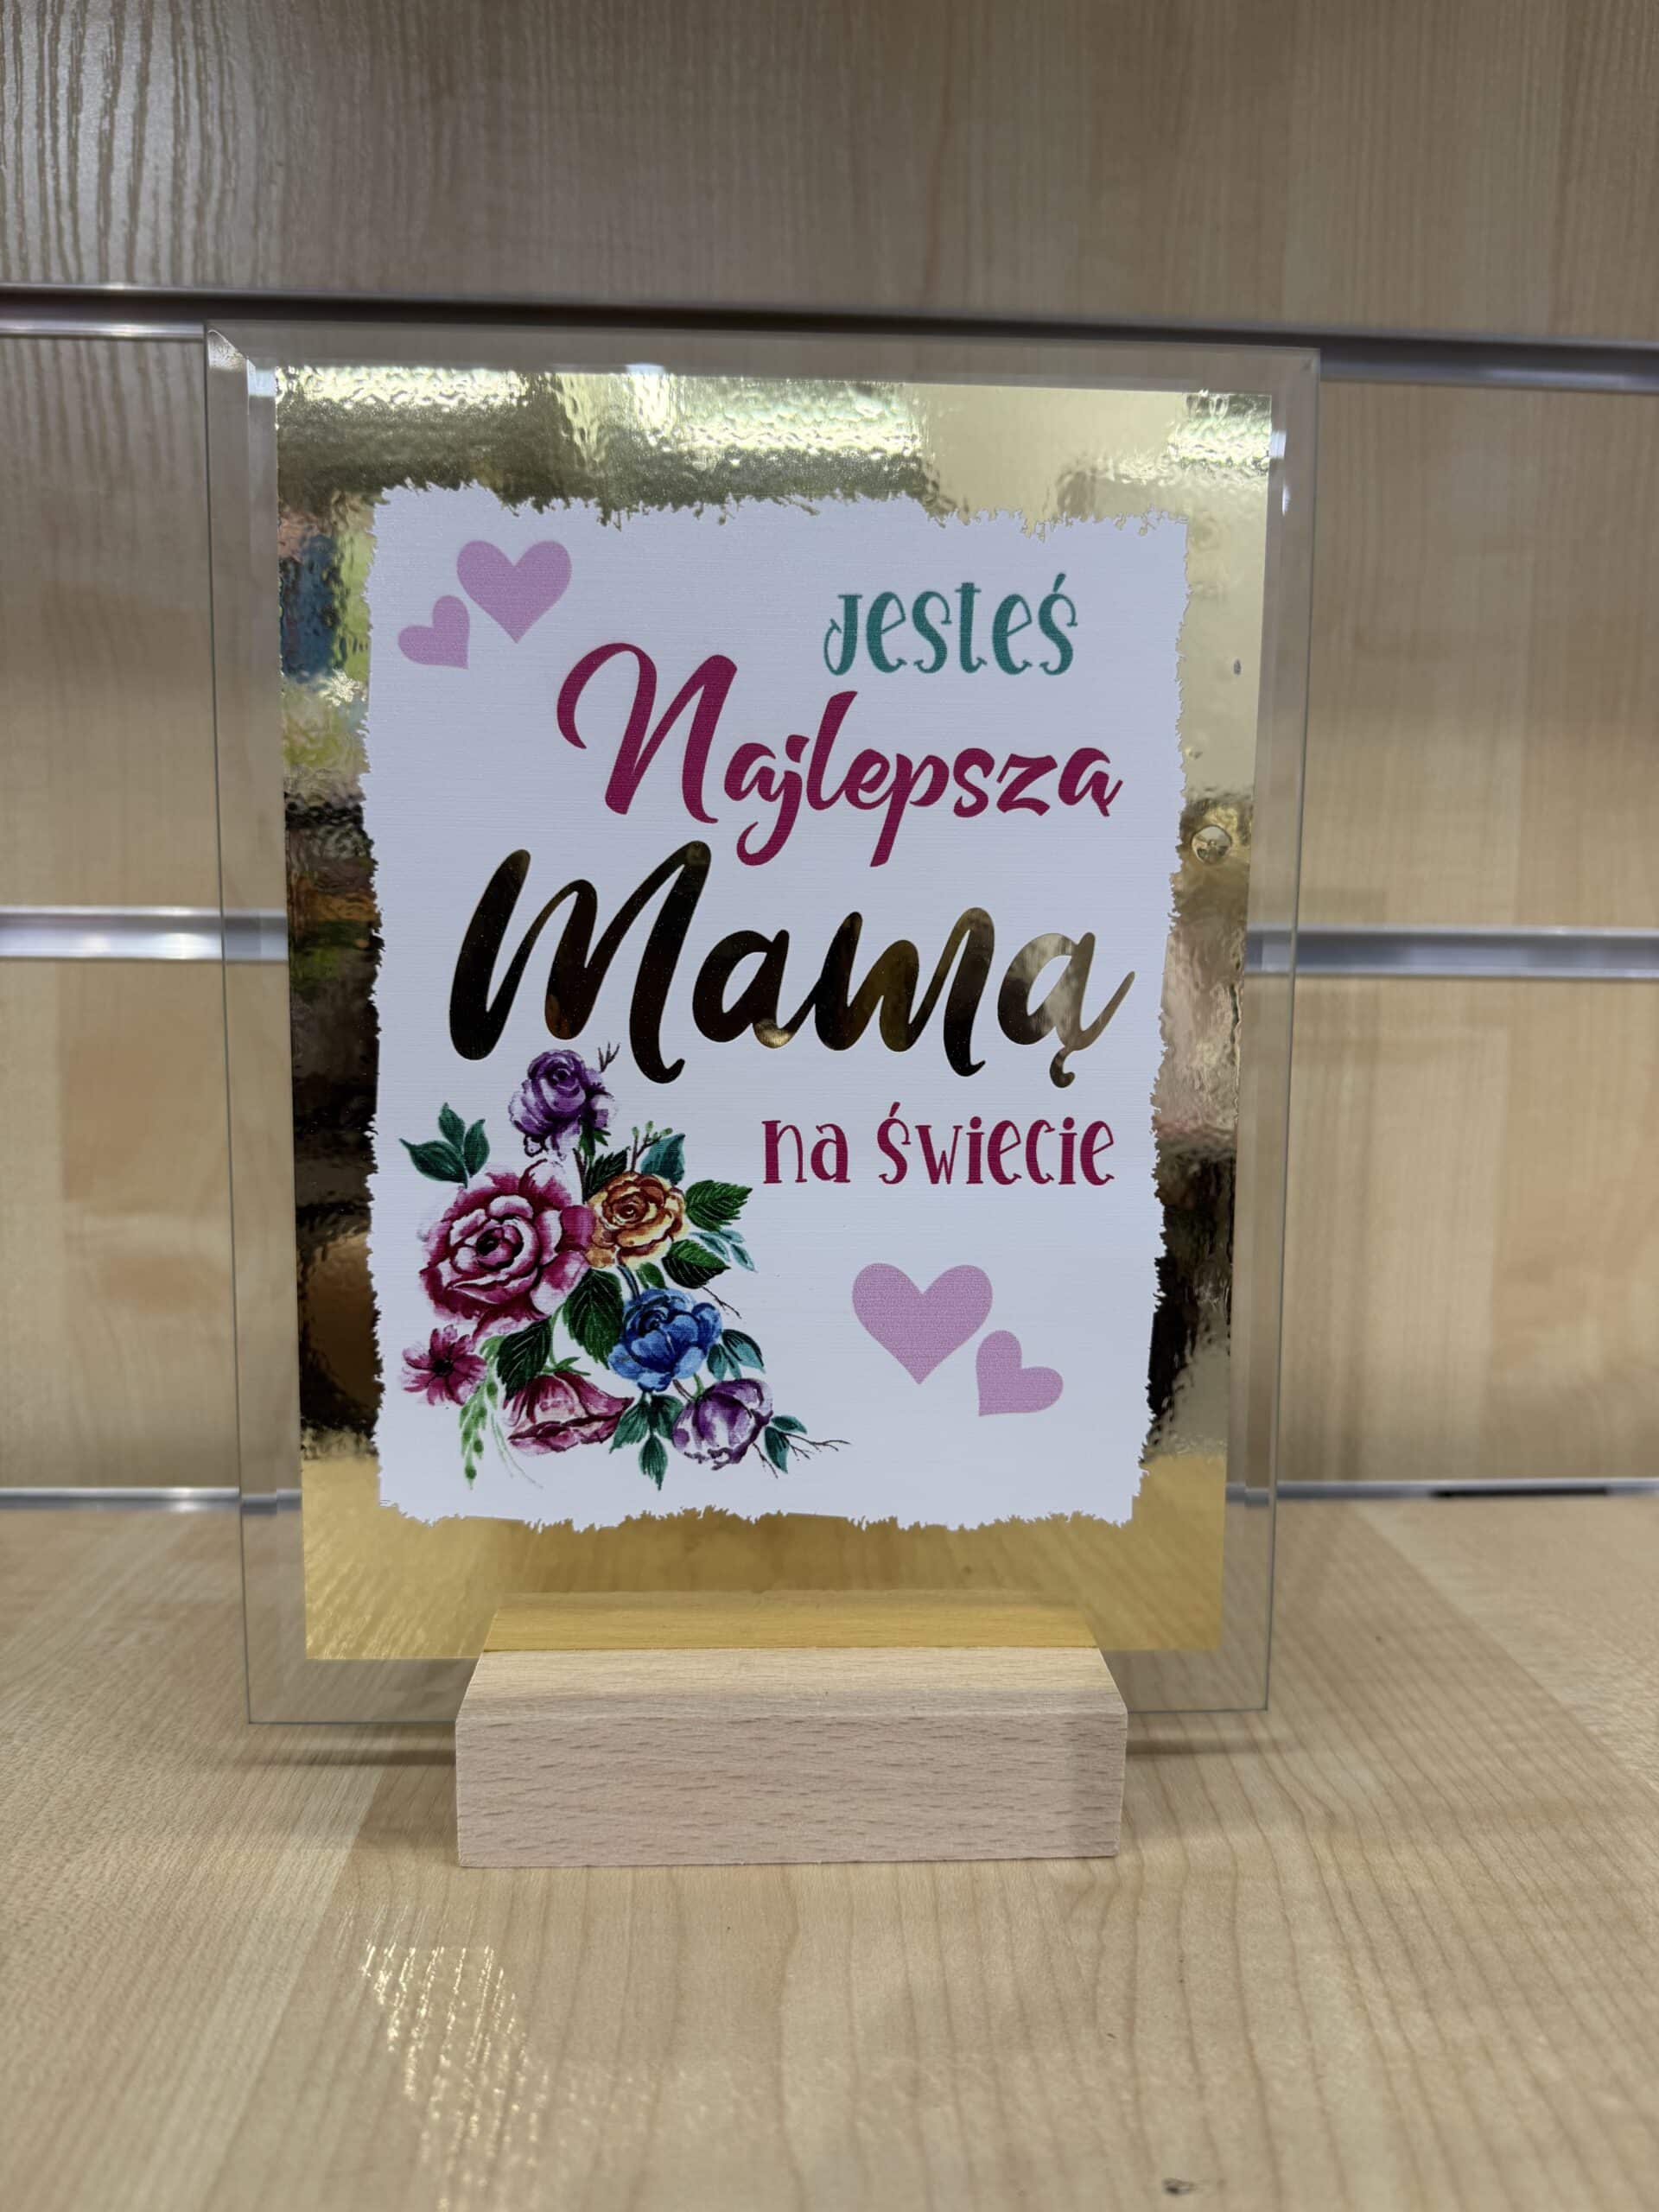 Jesteś
Najlepszą
Mamą
na świecie